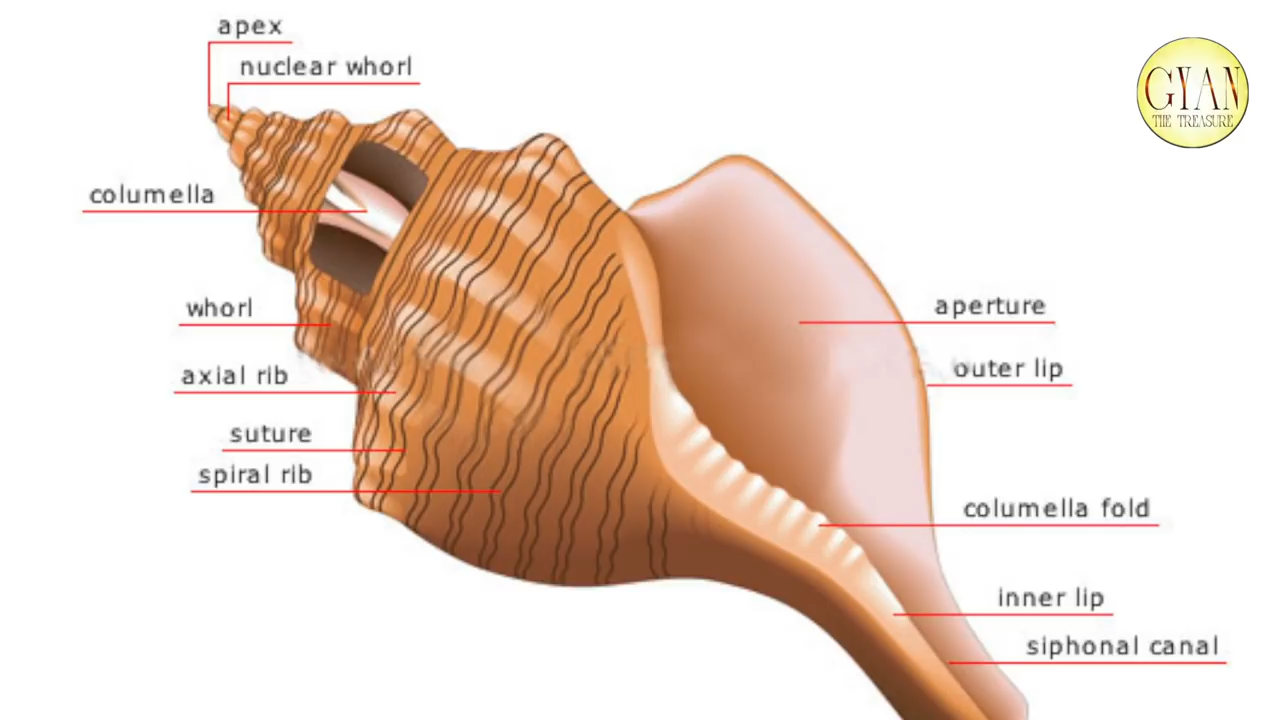 apex
nuclear whorl
columella
whorl
axial rib
suture
spiral rib
GYAN
THE TREASURE
aperture
outer lip
columella fold
inner lip
siphonal canal